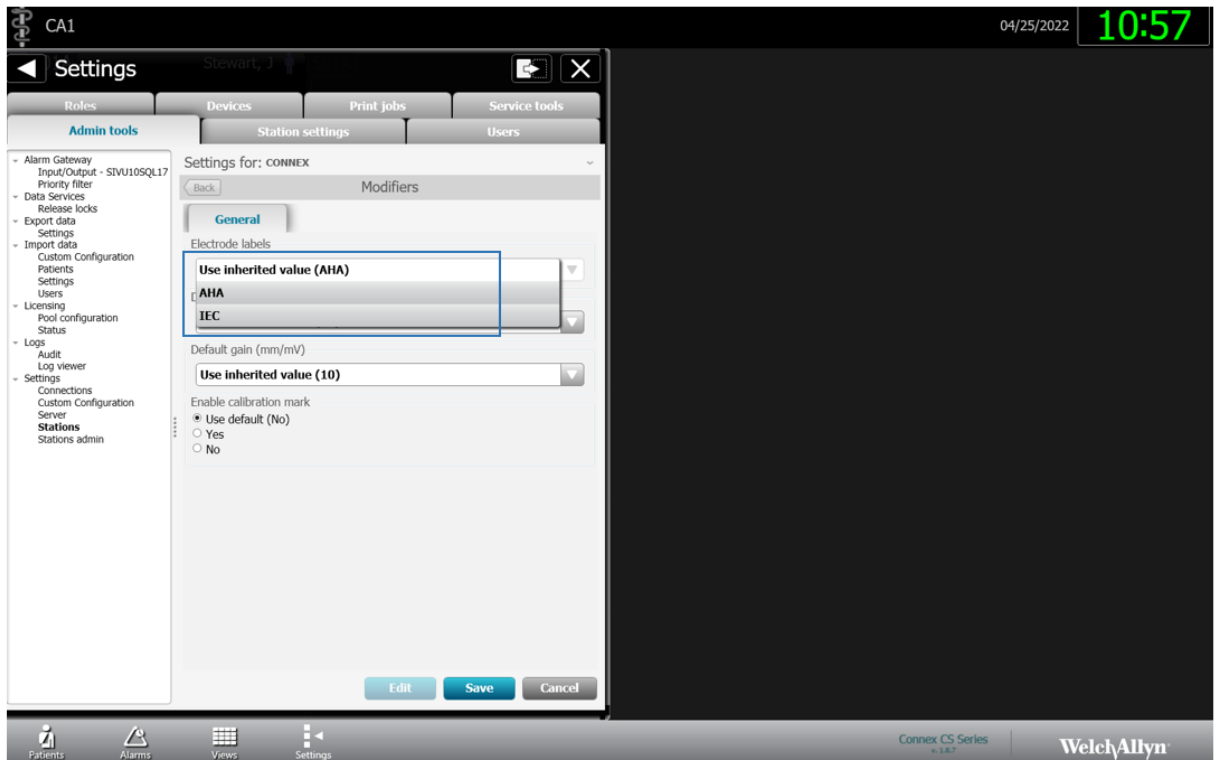 CA1
04/25/2022
10:57
Settings
Stewart, J
Roles
Devices
Print jobs
Service tools
Admin tools
Station settings
Users
Alarm Gateway
Input/Output - SIVU10SQL17
Priority filter
Data Services
Release locks
Export data
Settings
Import data
Custom Configuration
Patients
Settings
Users
Licensing
Pool configuration
Status
Logs
Audit
Log viewer
Settings
Connections
Custom Configuration
Server
Stations
Stations admin
Settings for: CONNEX
Back
Modifiers
General
Electrode labels
Use inherited value (AHA)
AHA
IEC
Default gain (mm/mV)
Use inherited value (10)
Enable calibration mark
Use default (No)
Yes
No
Edit
Save
Cancel
Patients
Alarms
Views
Settings
Connex CS Series
v. 1.8.7
WelchAllyn